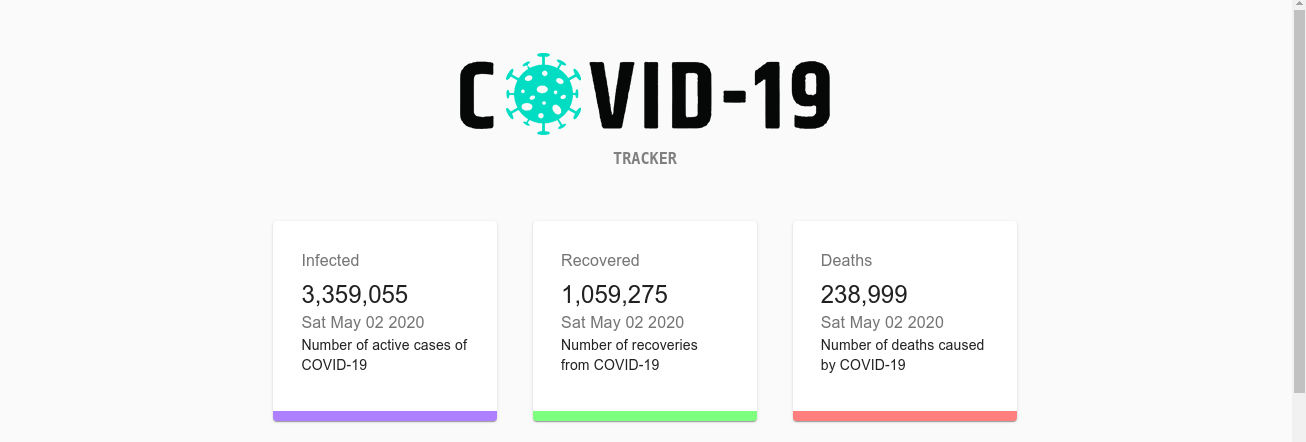 COVID-19
TRACKER
Infected
3,359,055
Sat May 02 2020
Number of active cases of
COVID-19
Recovered
1,059,275
Sat May 02 2020
Number of recoveries
from COVID-19
Deaths
238,999
Sat May 02 2020
Number of deaths caused
by COVID-19